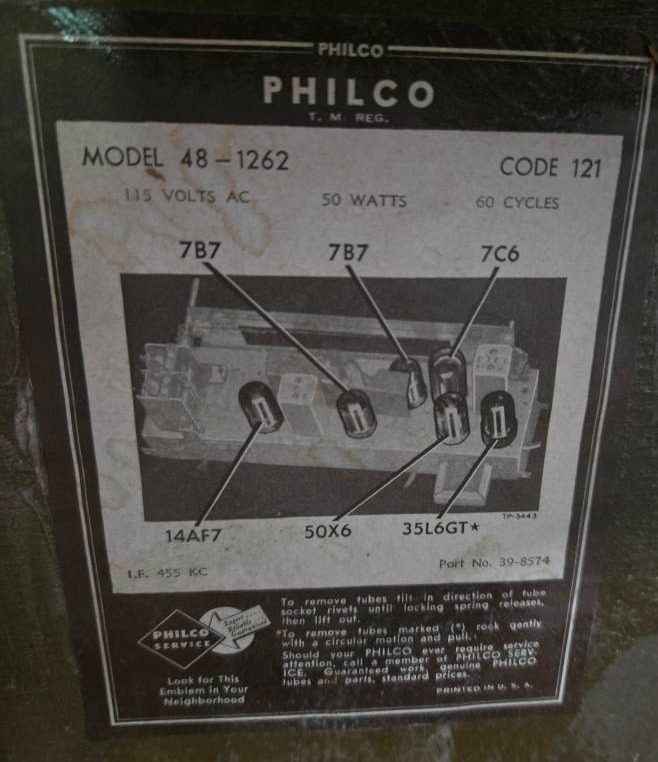 PHILCO
PHILCO
T. M. REG.
MODEL 48-1262 CODE 121
115 VOLTS AC 50 WATTS 60 CYCLES
7B7 7B7 7C6
TP-3443
14AF7 50X6 35L6GT*
I.F. 455 KC Part No. 39-8574
PHILCO
SERVICE
Expert
Reliable
Guaranteed
Look for This
Emblem in Your
Neighborhood
To remove tubes tilt in direction of tube
socket rivets until locking spring releases,
then lift out.
*To remove tubes marked (*), rock gently
with a circular motion and pull.
Should your PHILCO ever require service
attention, call a member of PHILCO SERV-
ICE. Guaranteed work, genuine PHILCO
tubes and parts, standard prices.
PRINTED IN U. S. A.